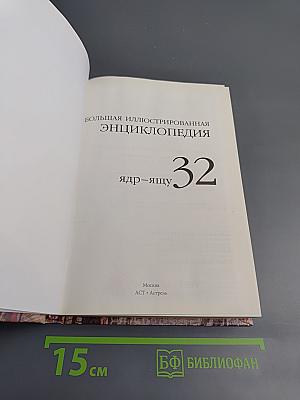 БОЛЬШАЯ ИЛЛЮСТРИРОВАННАЯ
ЭНЦИКЛОПЕДИЯ
ядр–ящу 32
Москва
АСТ • Астрель
15 см
БФ БИБЛИОФАН